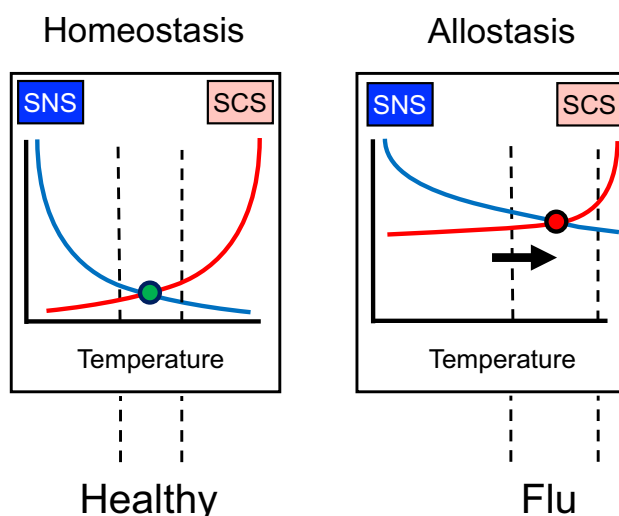 Homeostasis
SNS
SCS
Temperature
Healthy
Allostasis
SNS
SCS
Temperature
Flu